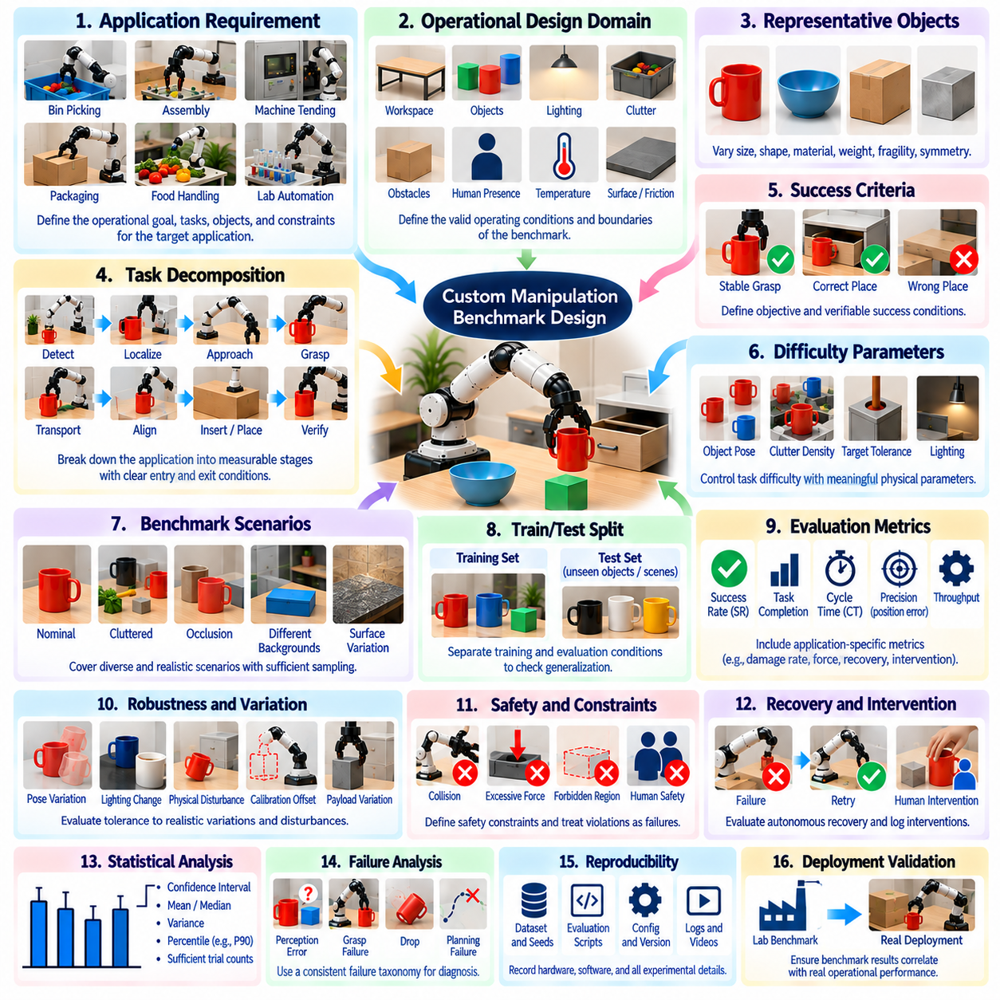 1. Application Requirement
Bin Picking
Assembly
Machine Tending
Packaging
Food Handling
Lab Automation
Define the operational goal, tasks, objects, and constraints
for the target application.
2. Operational Design Domain
Workspace
Objects
Lighting
Clutter
Obstacles
Human Presence
Temperature
Surface / Friction
Define the valid operating conditions and boundaries
of the benchmark.
3. Representative Objects
Vary size, shape, material, weight, fragility, symmetry.
Custom Manipulation
Benchmark Design
4. Task Decomposition
Detect
Localize
Approach
Grasp
Transport
Align
Insert / Place
Verify
Break down the application into measurable stages
with clear entry and exit conditions.
5. Success Criteria
Stable Grasp
Correct Place
Wrong Place
Define objective and verifiable success conditions.
6. Difficulty Parameters
Object Pose
Clutter Density
Target Tolerance
Lighting
Control task difficulty with meaningful physical parameters.
7. Benchmark Scenarios
Nominal
Cluttered
Occlusion
Different
Backgrounds
Surface
Variation
Cover diverse and realistic scenarios with sufficient sampling.
8. Train/Test Split
Training Set
Test Set
(unseen objects / scenes)
Separate training and evaluation conditions
to check generalization.
9. Evaluation Metrics
Success
Rate (SR)
Task
Completion
Cycle
Time (CT)
Precision
(position error)
Throughput
Include application-specific metrics
(e.g., damage rate, force, recovery, intervention).
10. Robustness and Variation
Pose Variation
Lighting Change
Physical Disturbance
Calibration Offset
Payload Variation
Evaluate tolerance to realistic variations and disturbances.
11. Safety and Constraints
Collision
Excessive Force
Forbidden Region
Human Safety
Define safety constraints and treat violations as failures.
12. Recovery and Intervention
Failure
Retry
Human Intervention
Evaluate autonomous recovery and log interventions.
13. Statistical Analysis
• Confidence Interval
• Mean / Median
• Variance
• Percentile (e.g., P90)
• Sufficient trial counts
14. Failure Analysis
?
Perception
Error
Grasp
Failure
Drop
Planning
Failure
Use a consistent failure taxonomy for diagnosis.
15. Reproducibility
</>
Dataset
and Seeds
Evaluation
Scripts
Config
and Version
Logs and
Videos
Record hardware, software, and all experimental details.
16. Deployment Validation
Lab Benchmark
Real Deployment
Ensure benchmark results correlate
with real operational performance.